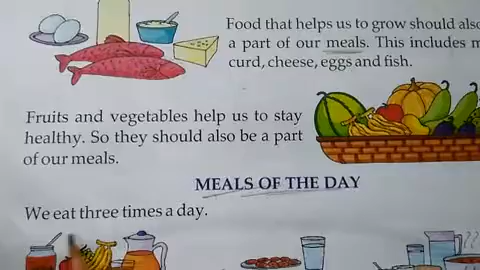 Food that helps us to grow should also
a part of our meals. This includes m
curd, cheese, eggs and fish.
Fruits and vegetables help us to stay
healthy. So they should also be a part
of our meals.
MEALS OF THE DAY
We eat three times a day.